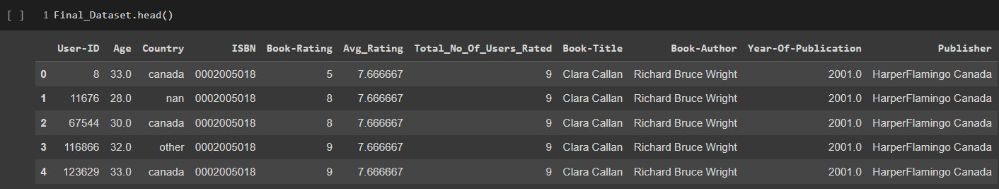 [ ] 1 Final_Dataset.head()
User-ID Age Country ISBN Book-Rating Avg_Rating Total_No_Of_Users_Rated Book-Title Book-Author Year-Of-Publication Publisher
0 8 33.0 canada 0002005018 5 7.666667 9 Clara Callan Richard Bruce Wright 2001.0 HarperFlamingo Canada
1 11676 28.0 nan 0002005018 8 7.666667 9 Clara Callan Richard Bruce Wright 2001.0 HarperFlamingo Canada
2 67544 30.0 canada 0002005018 8 7.666667 9 Clara Callan Richard Bruce Wright 2001.0 HarperFlamingo Canada
3 116866 32.0 other 0002005018 9 7.666667 9 Clara Callan Richard Bruce Wright 2001.0 HarperFlamingo Canada
4 123629 33.0 canada 0002005018 9 7.666667 9 Clara Callan Richard Bruce Wright 2001.0 HarperFlamingo Canada